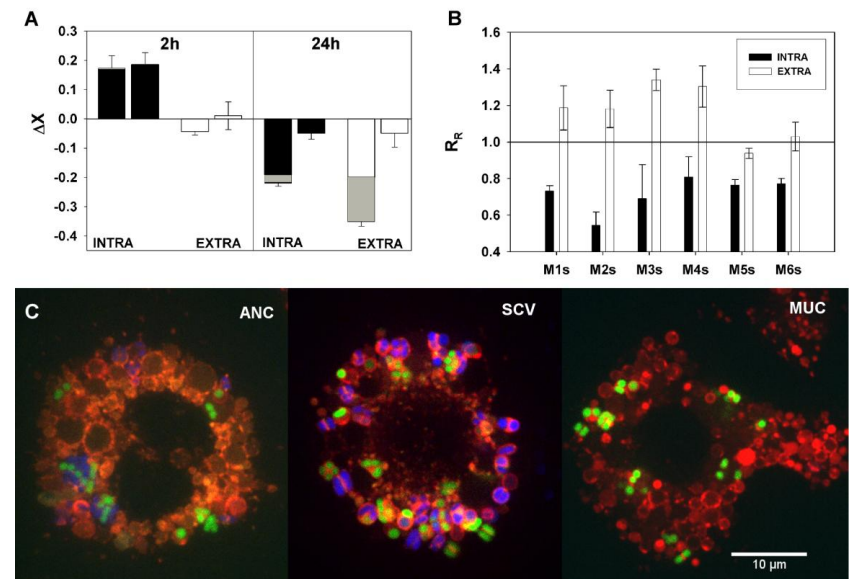 A
0.3
0.2
0.1
0.0
-0.1
-0.2
-0.3
-0.4
ΔX
2h
24h
INTRA
EXTRA
INTRA
EXTRA
B
1.6
1.4
1.2
1.0
0.8
0.6
0.4
RR
INTRA
EXTRA
M1s M2s M3s M4s M5s M6s
C
ANC
SCV
MUC
10 µm